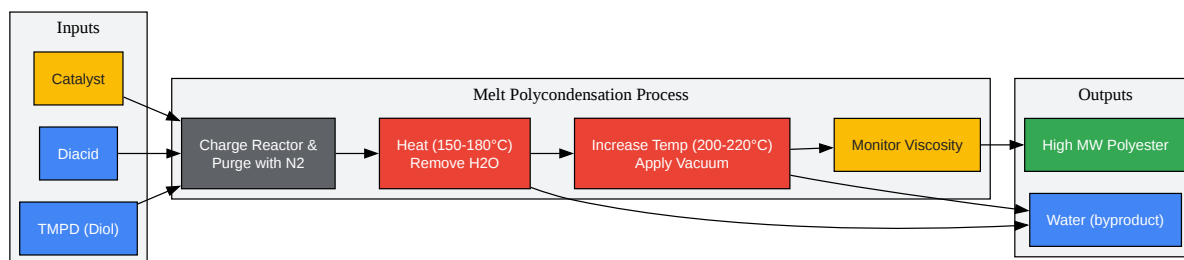 Inputs
Catalyst
Diacid
TMPD (Diol)
Melt Polycondensation Process
Charge Reactor &
Purge with N2
Heat (150-180°C)
Remove H2O
Increase Temp (200-220°C)
Apply Vacuum
Monitor Viscosity
Outputs
High MW Polyester
Water (byproduct)